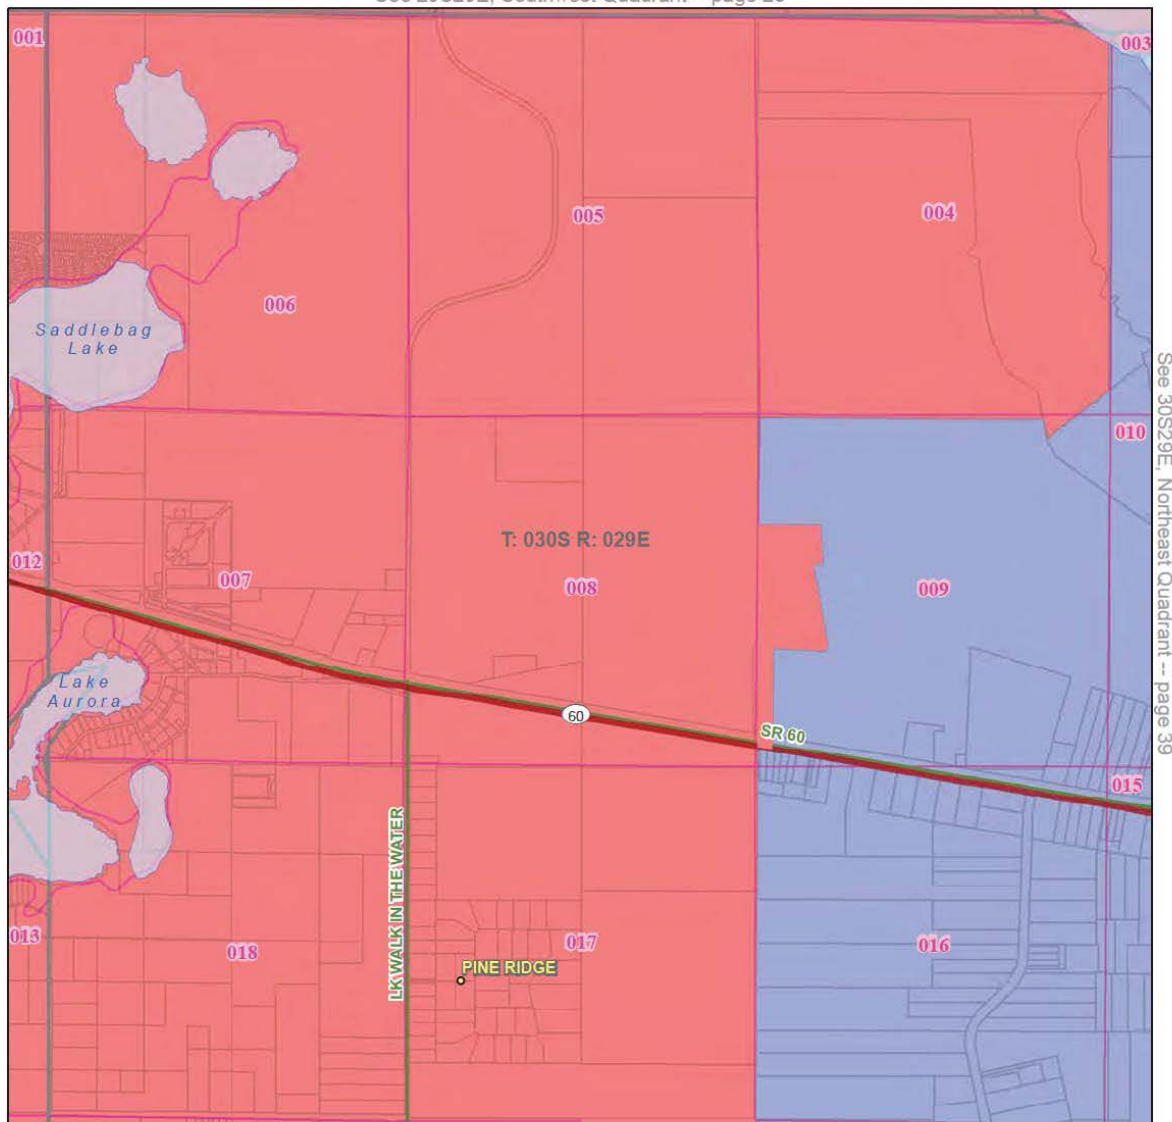 001
003
005
004
006
Saddlebag
Lake
010
T: 030S R: 029E
012
007
008
009
See 30S29E, Northeast Quadrant -- page 39
Lake
Aurora
60
SR 60
015
LK WALK IN THE WATER
013
018
017
016
PINE RIDGE